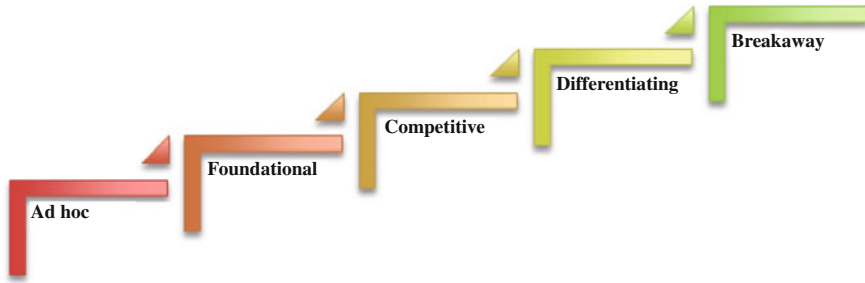 Ad hoc
Foundational
Competitive
Differentiating
Breakaway